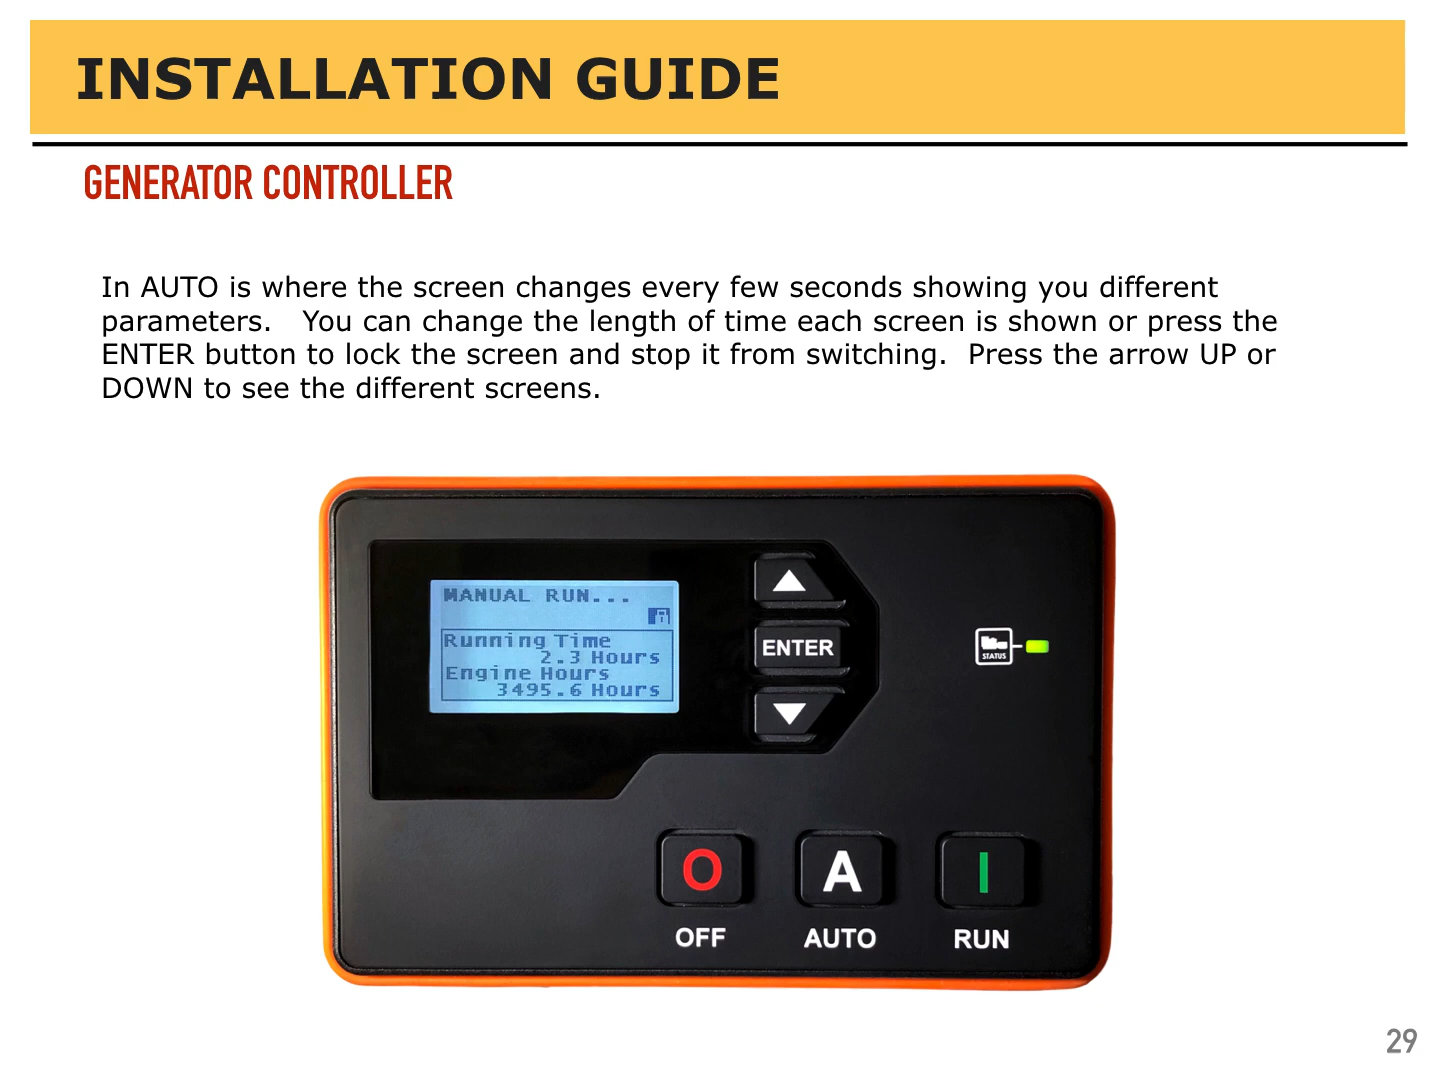 INSTALLATION GUIDE
GENERATOR CONTROLLER
In AUTO is where the screen changes every few seconds showing you different
parameters.   You can change the length of time each screen is shown or press the
ENTER button to lock the screen and stop it from switching.  Press the arrow UP or
DOWN to see the different screens.
MANUAL RUN...
Running Time
2.3 Hours
Engine Hours
3495.6 Hours
ENTER
STATUS
O
A
I
OFF
AUTO
RUN
29